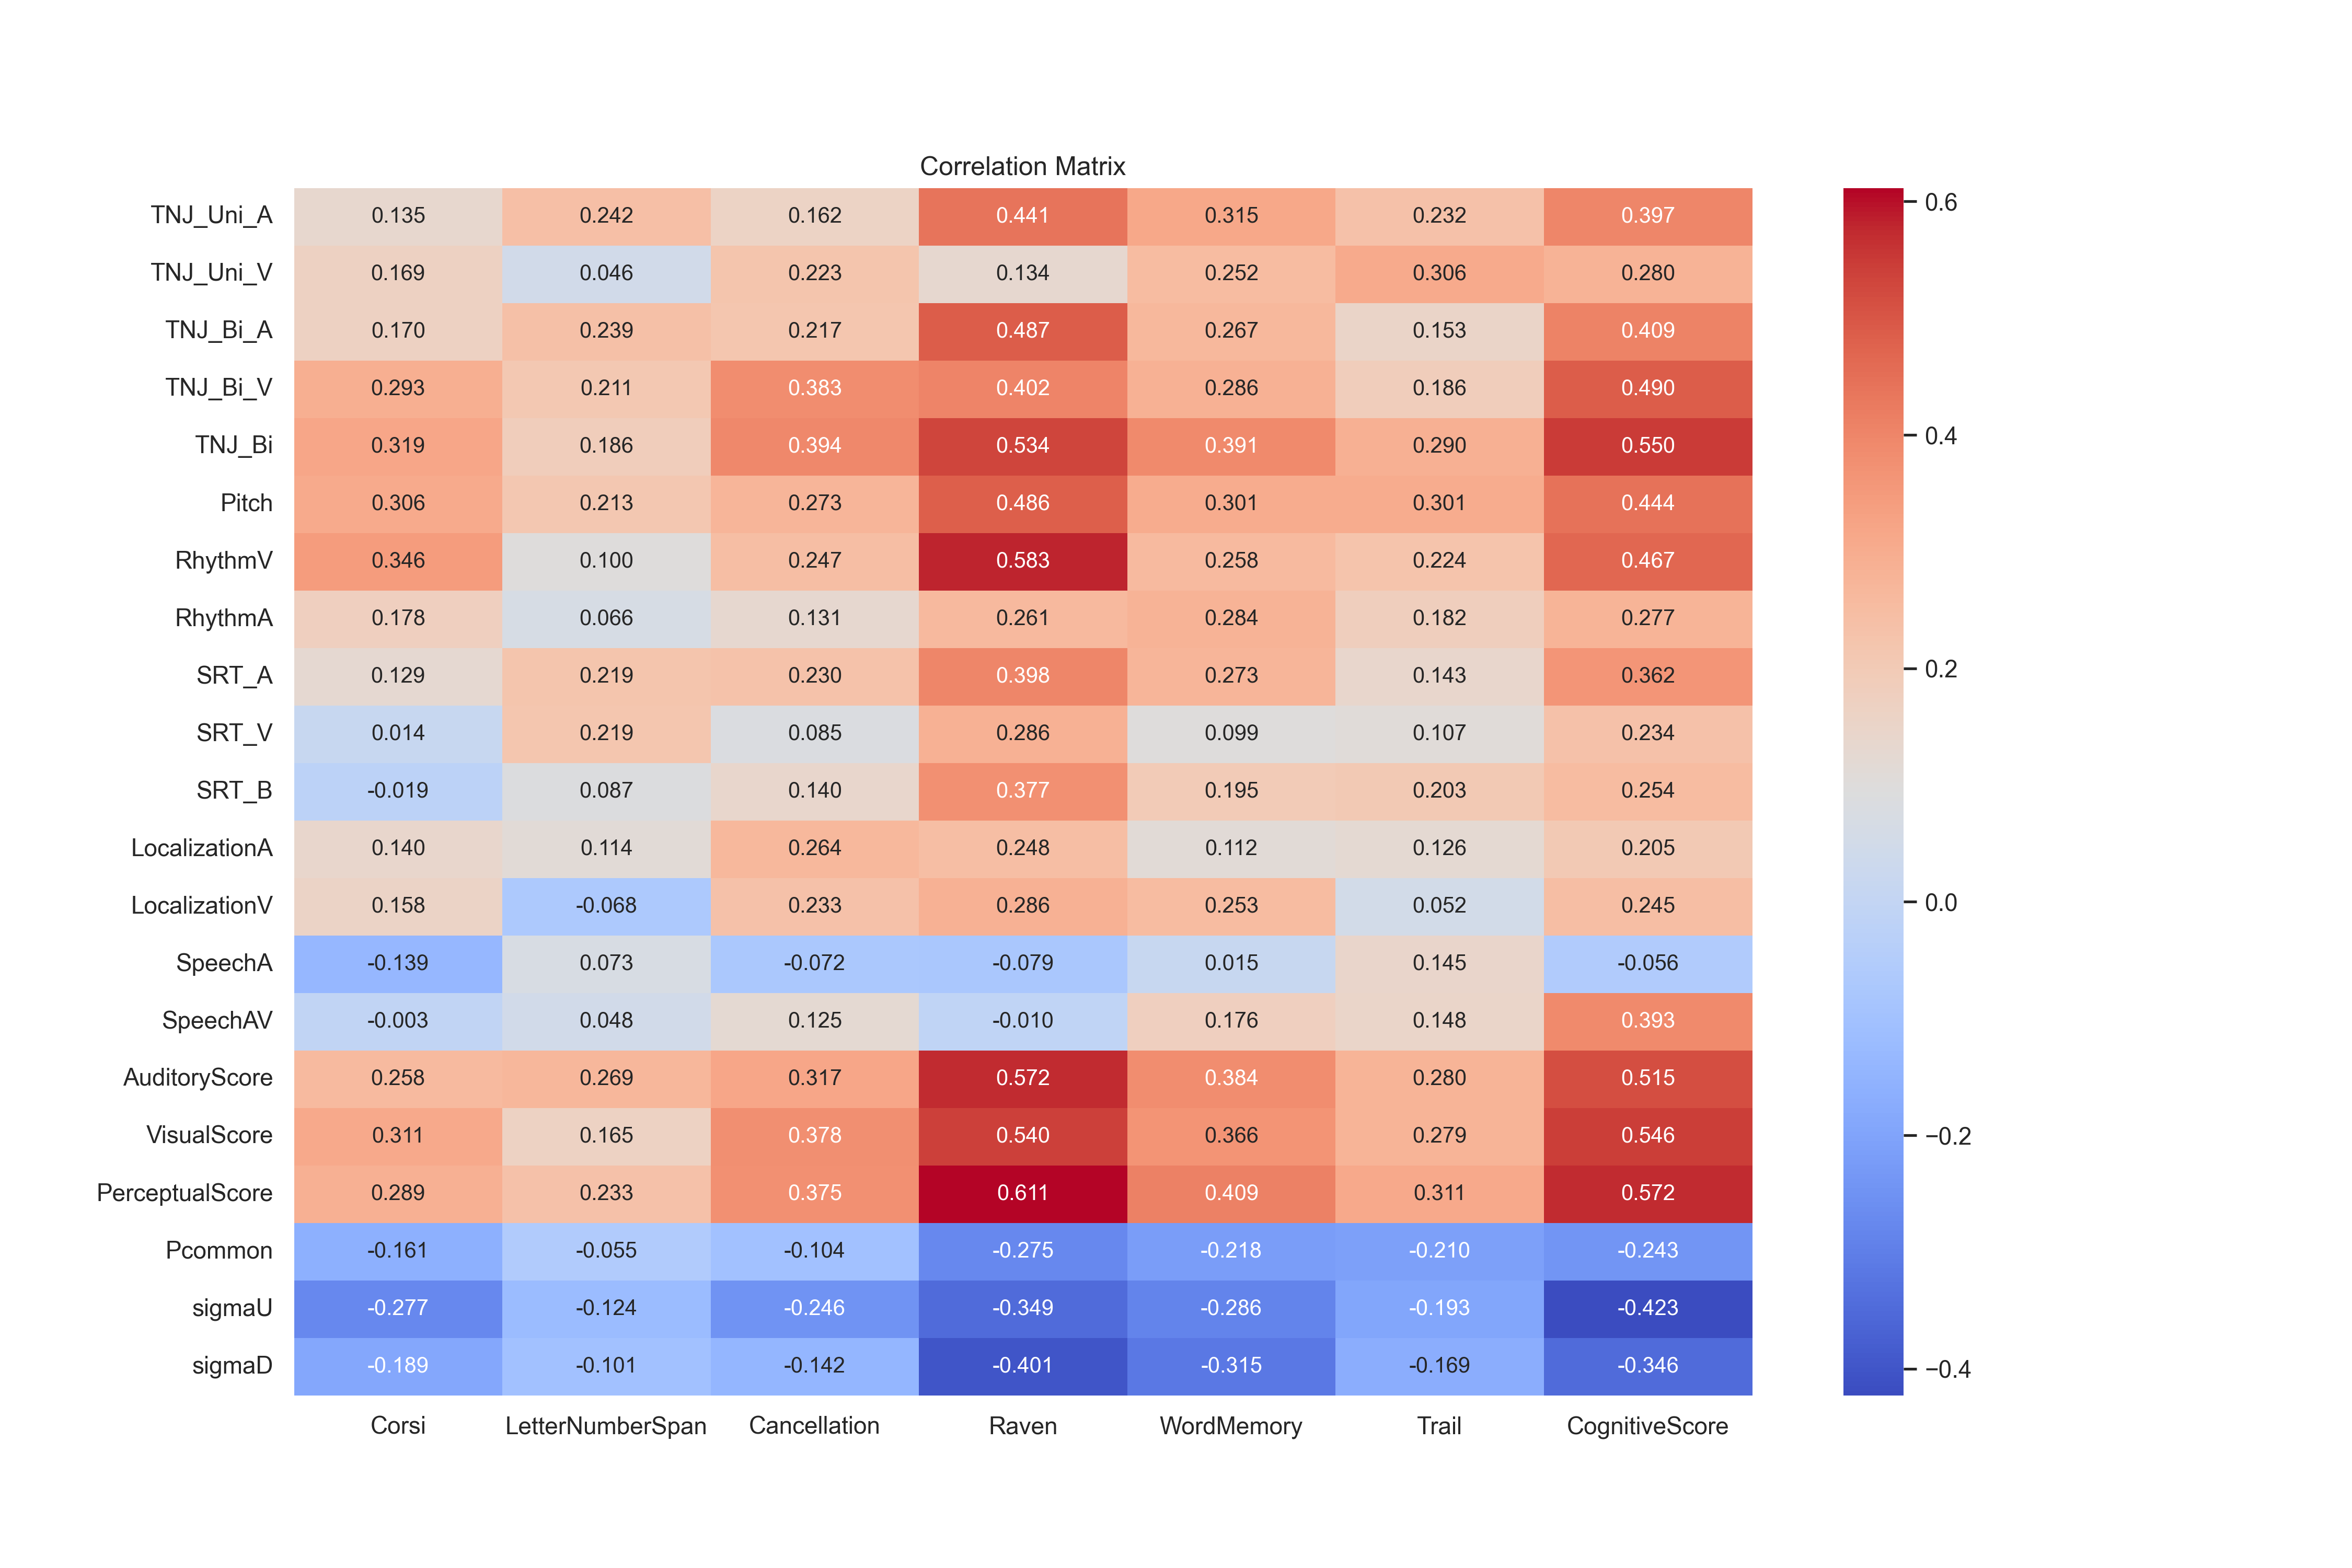 Correlation Matrix
TNJ_Uni_A 0.135 0.242 0.162 0.441 0.315 0.232 0.397
TNJ_Uni_V 0.169 0.046 0.223 0.134 0.252 0.306 0.280
TNJ_Bi_A 0.170 0.239 0.217 0.487 0.267 0.153 0.409
TNJ_Bi_V 0.293 0.211 0.383 0.402 0.286 0.186 0.490
TNJ_Bi 0.319 0.186 0.394 0.534 0.391 0.290 0.550
Pitch 0.306 0.213 0.273 0.486 0.301 0.301 0.444
RhythmV 0.346 0.100 0.247 0.583 0.258 0.224 0.467
RhythmA 0.178 0.066 0.131 0.261 0.284 0.182 0.277
SRT_A 0.129 0.219 0.230 0.398 0.273 0.143 0.362
SRT_V 0.014 0.219 0.085 0.286 0.099 0.107 0.234
SRT_B -0.019 0.087 0.140 0.377 0.195 0.203 0.254
LocalizationA 0.140 0.114 0.264 0.248 0.112 0.126 0.205
LocalizationV 0.158 -0.068 0.233 0.286 0.253 0.052 0.245
SpeechA -0.139 0.073 -0.072 -0.079 0.015 0.145 -0.056
SpeechAV -0.003 0.048 0.125 -0.010 0.176 0.148 0.393
AuditoryScore 0.258 0.269 0.317 0.572 0.384 0.280 0.515
VisualScore 0.311 0.165 0.378 0.540 0.366 0.279 0.546
PerceptualScore 0.289 0.233 0.375 0.611 0.409 0.311 0.572
Pcommon -0.161 -0.055 -0.104 -0.275 -0.218 -0.210 -0.243
sigmaU -0.277 -0.124 -0.246 -0.349 -0.286 -0.193 -0.423
sigmaD -0.189 -0.101 -0.142 -0.401 -0.315 -0.169 -0.346
Corsi LetterNumberSpan Cancellation Raven WordMemory Trail CognitiveScore
0.6
0.4
0.2
0.0
−0.2
−0.4